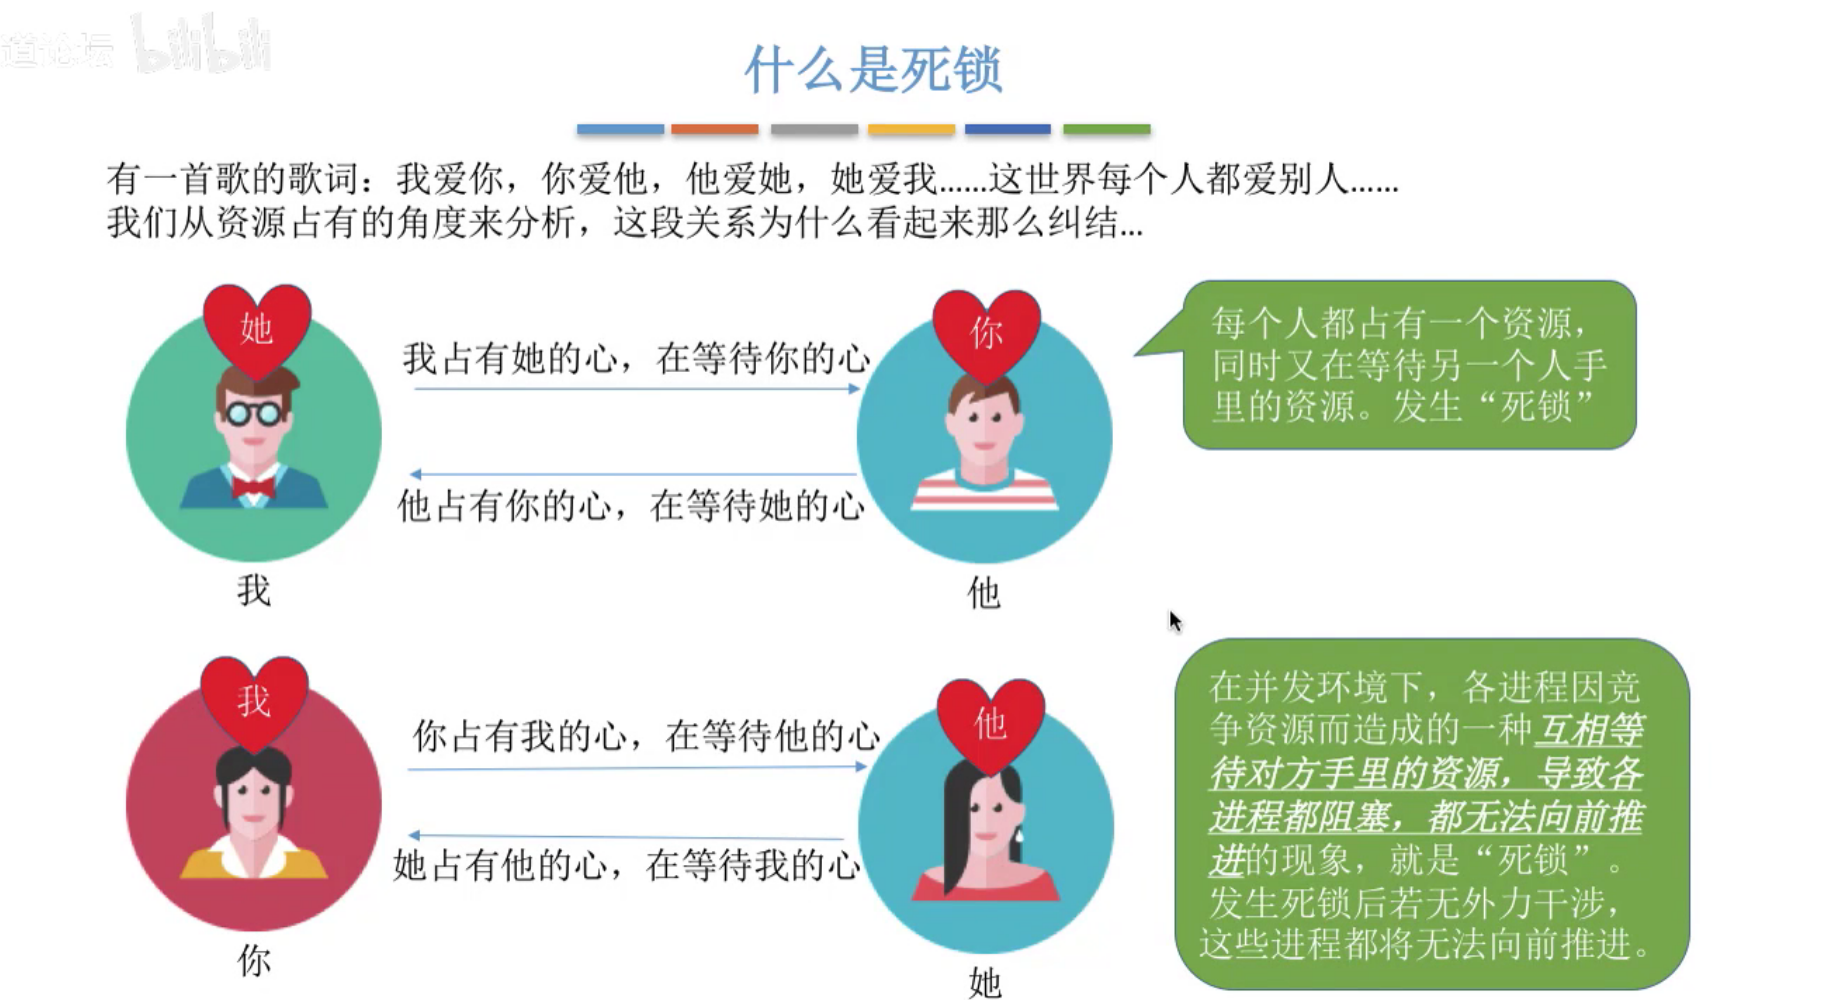 道论坛 bilibili
什么是死锁
有一首歌的歌词：我爱你，你爱他，他爱她，她爱我……这世界每个人都爱别人……
我们从资源占有的角度来分析，这段关系为什么看起来那么纠结...
她
我占有她的心，在等待你的心
他占有你的心，在等待她的心
我
你
他
每个人都占有一个资源，
同时又在等待另一个人手
里的资源。发生“死锁”
我
你占有我的心，在等待他的心
她占有他的心，在等待我的心
你
他
她
在并发环境下，各进程因竞
争资源而造成的一种互相等
待对方手里的资源，导致各
进程都阻塞，都无法向前推
进的现象，就是“死锁”。
发生死锁后若无外力干涉，
这些进程都将无法向前推进。